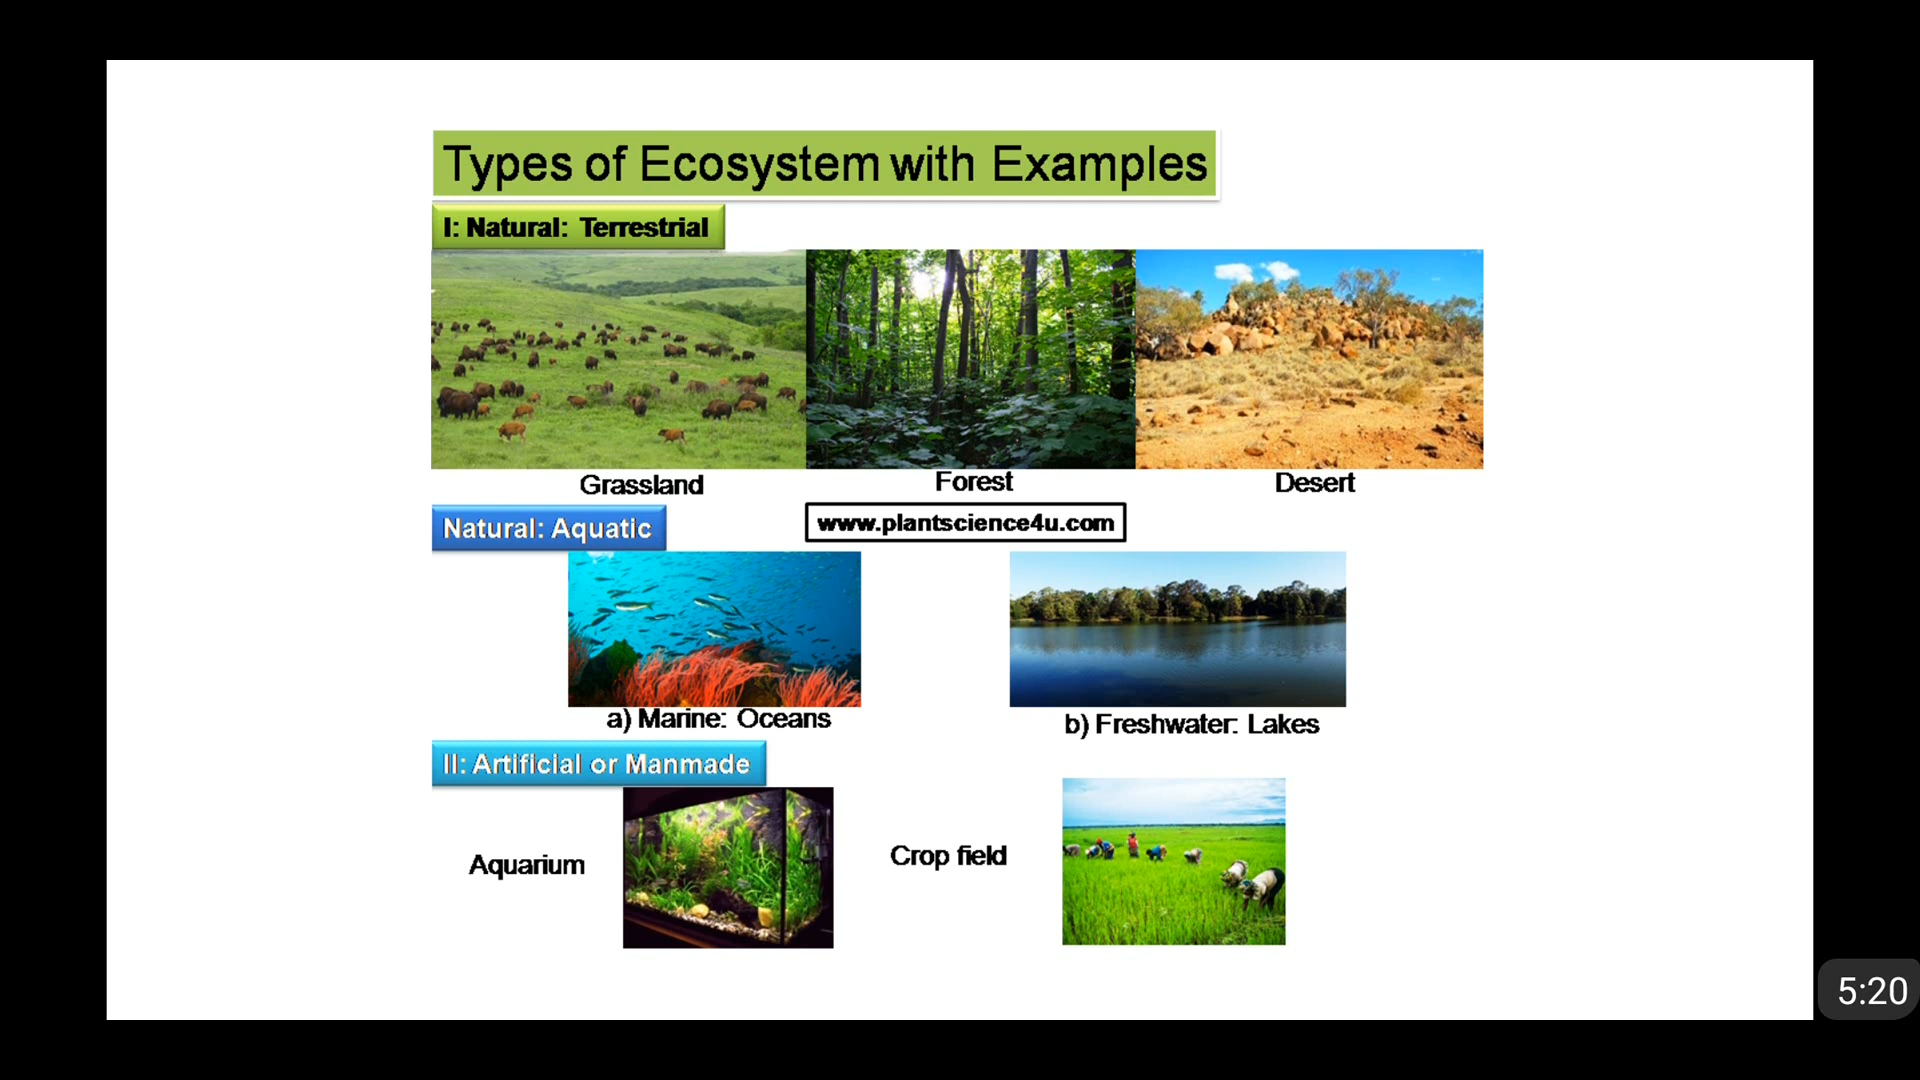 Types of Ecosystem with Examples
I: Natural: Terrestrial
Grassland
Forest
Desert
Natural: Aquatic
www.plantscience4u.com
a) Marine: Oceans
b) Freshwater: Lakes
II: Artificial or Manmade
Aquarium
Crop field
5:20